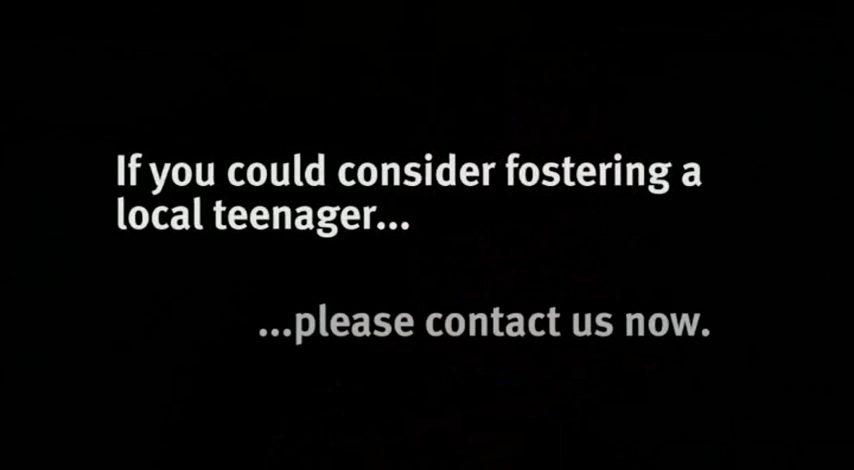 If you could consider fostering a
local teenager...
...please contact us now.